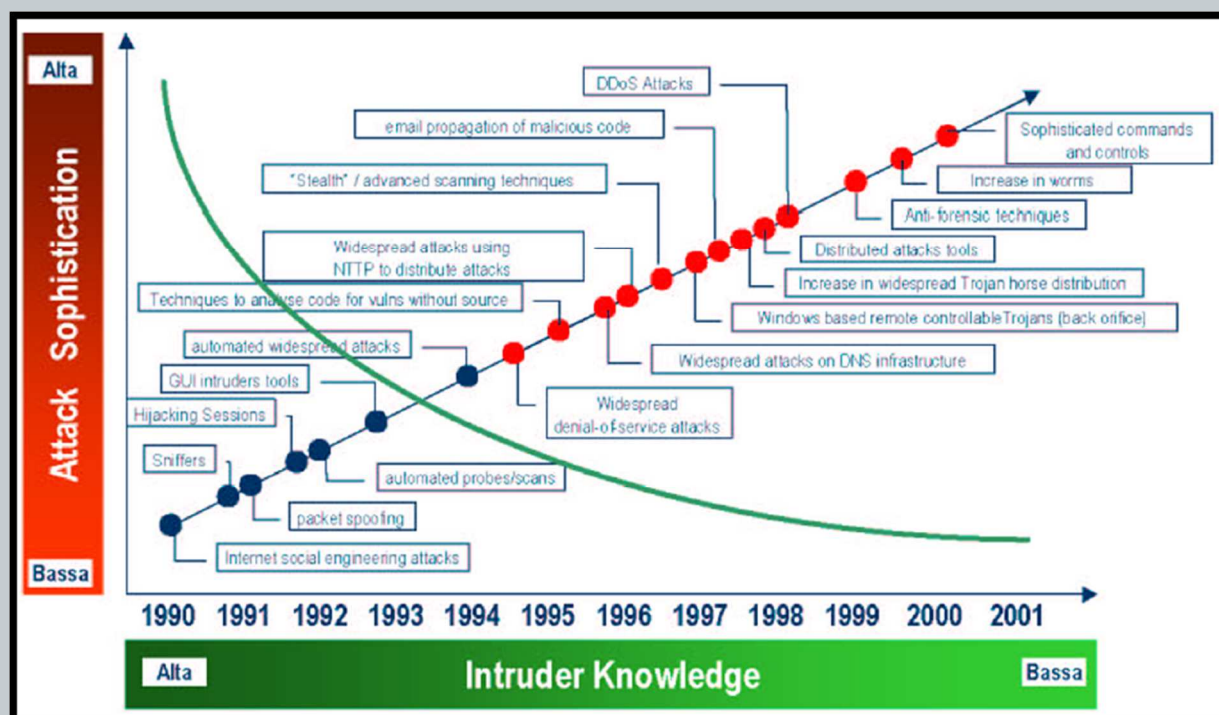 Attack Sophistication
Alta
Bassa
DDoS Attacks
email propagation of malicious code
"Stealth" / advanced scanning techniques
Widespread attacks using
NTTP to distribute attacks
Techniques to analyse code for vulns without source
automated widespread attacks
GUI intruders tools
Hijacking Sessions
Sniffers
Sophisticated commands
and controls
Increase in worms
Anti-forensic techniques
Distributed attacks tools
Increase in widespread Trojan horse distribution
Windows based remote controllableTrojans (back orifice)
Widespread attacks on DNS infrastructure
Widespread
denial-of-service attacks
automated probes/scans
packet spoofing
Internet social engineering attacks
1990 1991 1992 1993 1994 1995 1996 1997 1998 1999 2000 2001
Alta Intruder Knowledge Bassa